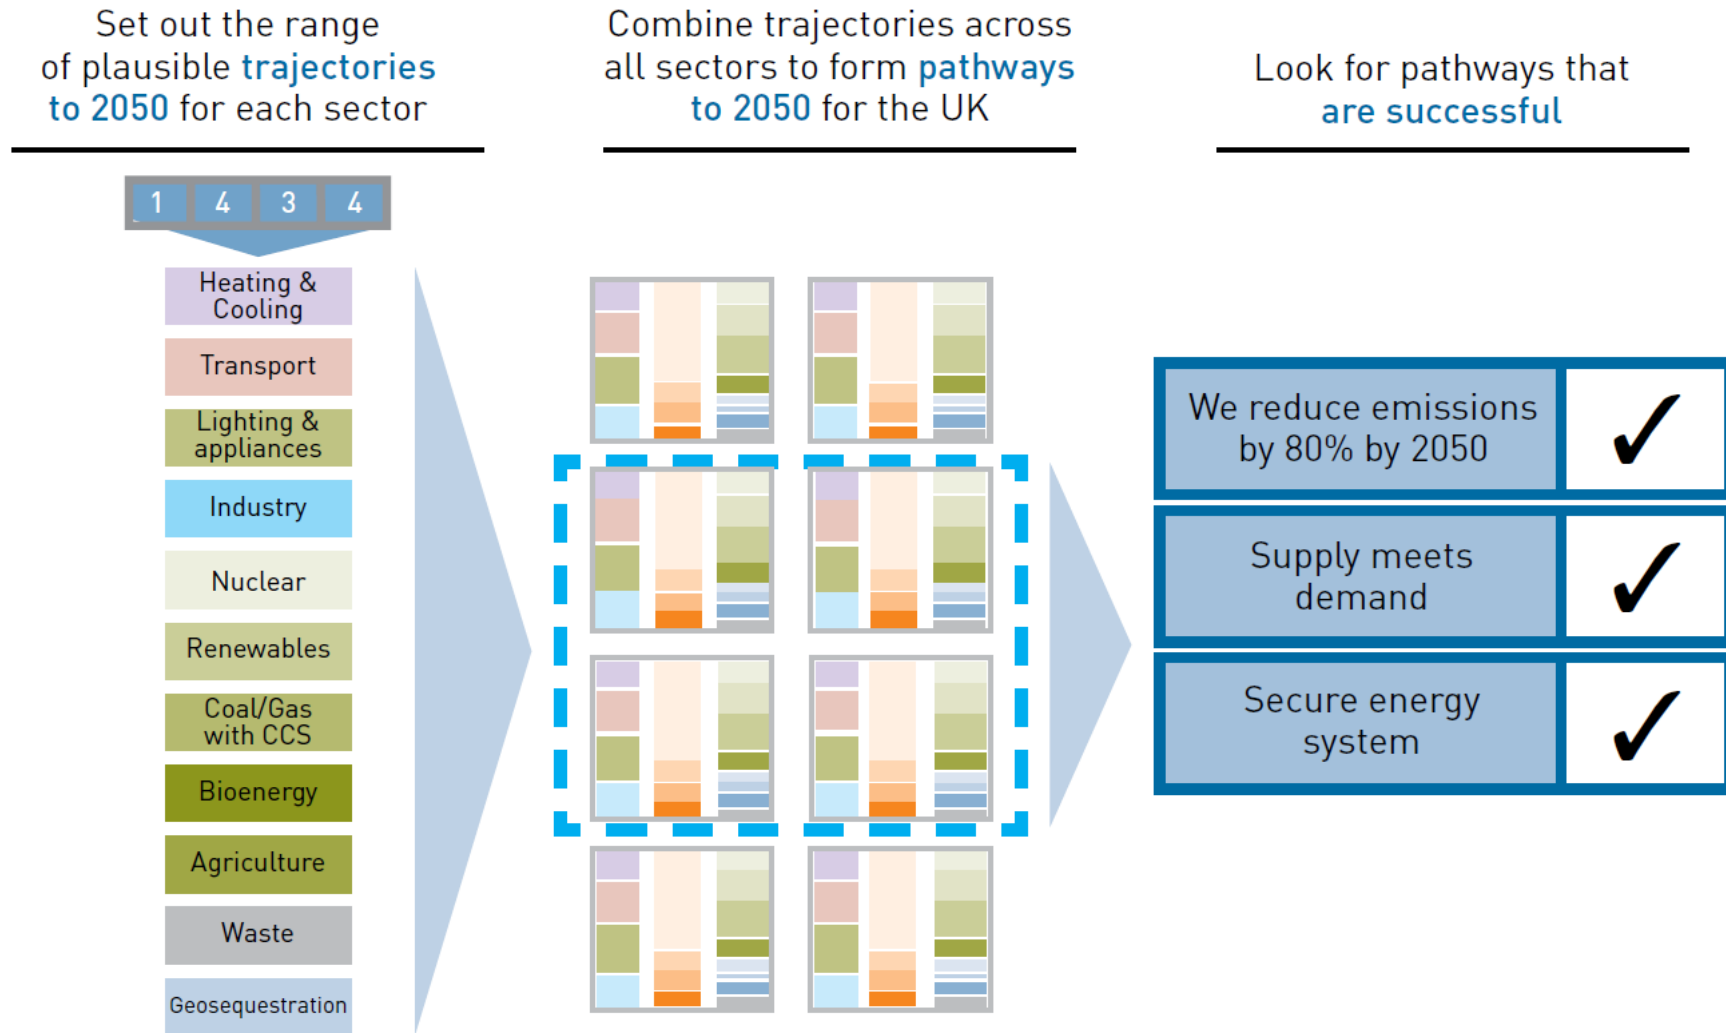 Set out the range
of plausible trajectories
to 2050 for each sector
Combine trajectories across
all sectors to form pathways
to 2050 for the UK
Look for pathways that
are successful
1 4 3 4
Heating &
Cooling
Transport
Lighting &
appliances
Industry
Nuclear
Renewables
Coal/Gas
with CCS
Bioenergy
Agriculture
Waste
Geosequestration
We reduce emissions
by 80% by 2050
Supply meets
demand
Secure energy
system